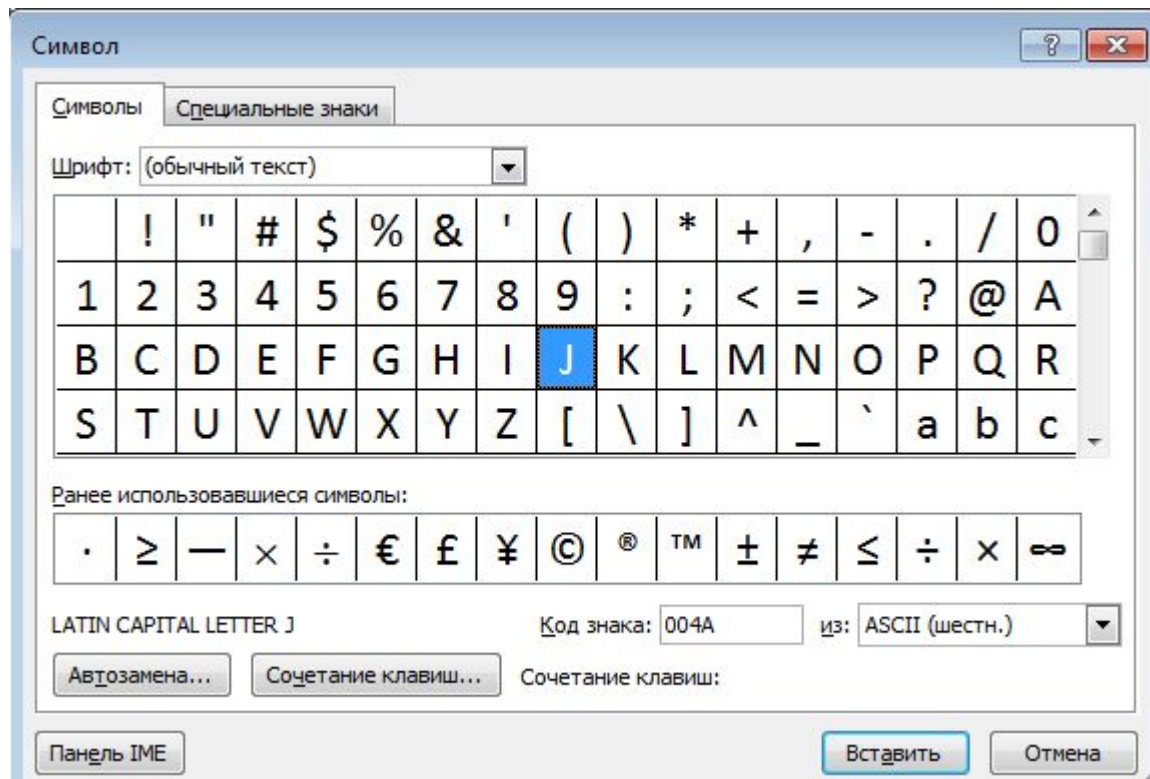 Символ
Символы Специальные знаки
Шрифт: (обычный текст)
! " # $ % & ' ( ) * + , - . / 0
1 2 3 4 5 6 7 8 9 : ; < = > ? @ A
B C D E F G H I J K L M N O P Q R
S T U V W X Y Z [ \ ] ^ _ ` a b c
Ранее использовавшиеся символы:
· ≥ — × ÷ € £ ¥ © ® ™ ± ≠ ≤ ÷ × ∞
LATIN CAPITAL LETTER J Код знака: 004A из: ASCII (шестн.)
Автозамена... Сочетание клавиш... Сочетание клавиш:
Панель IME Вставить Отмена